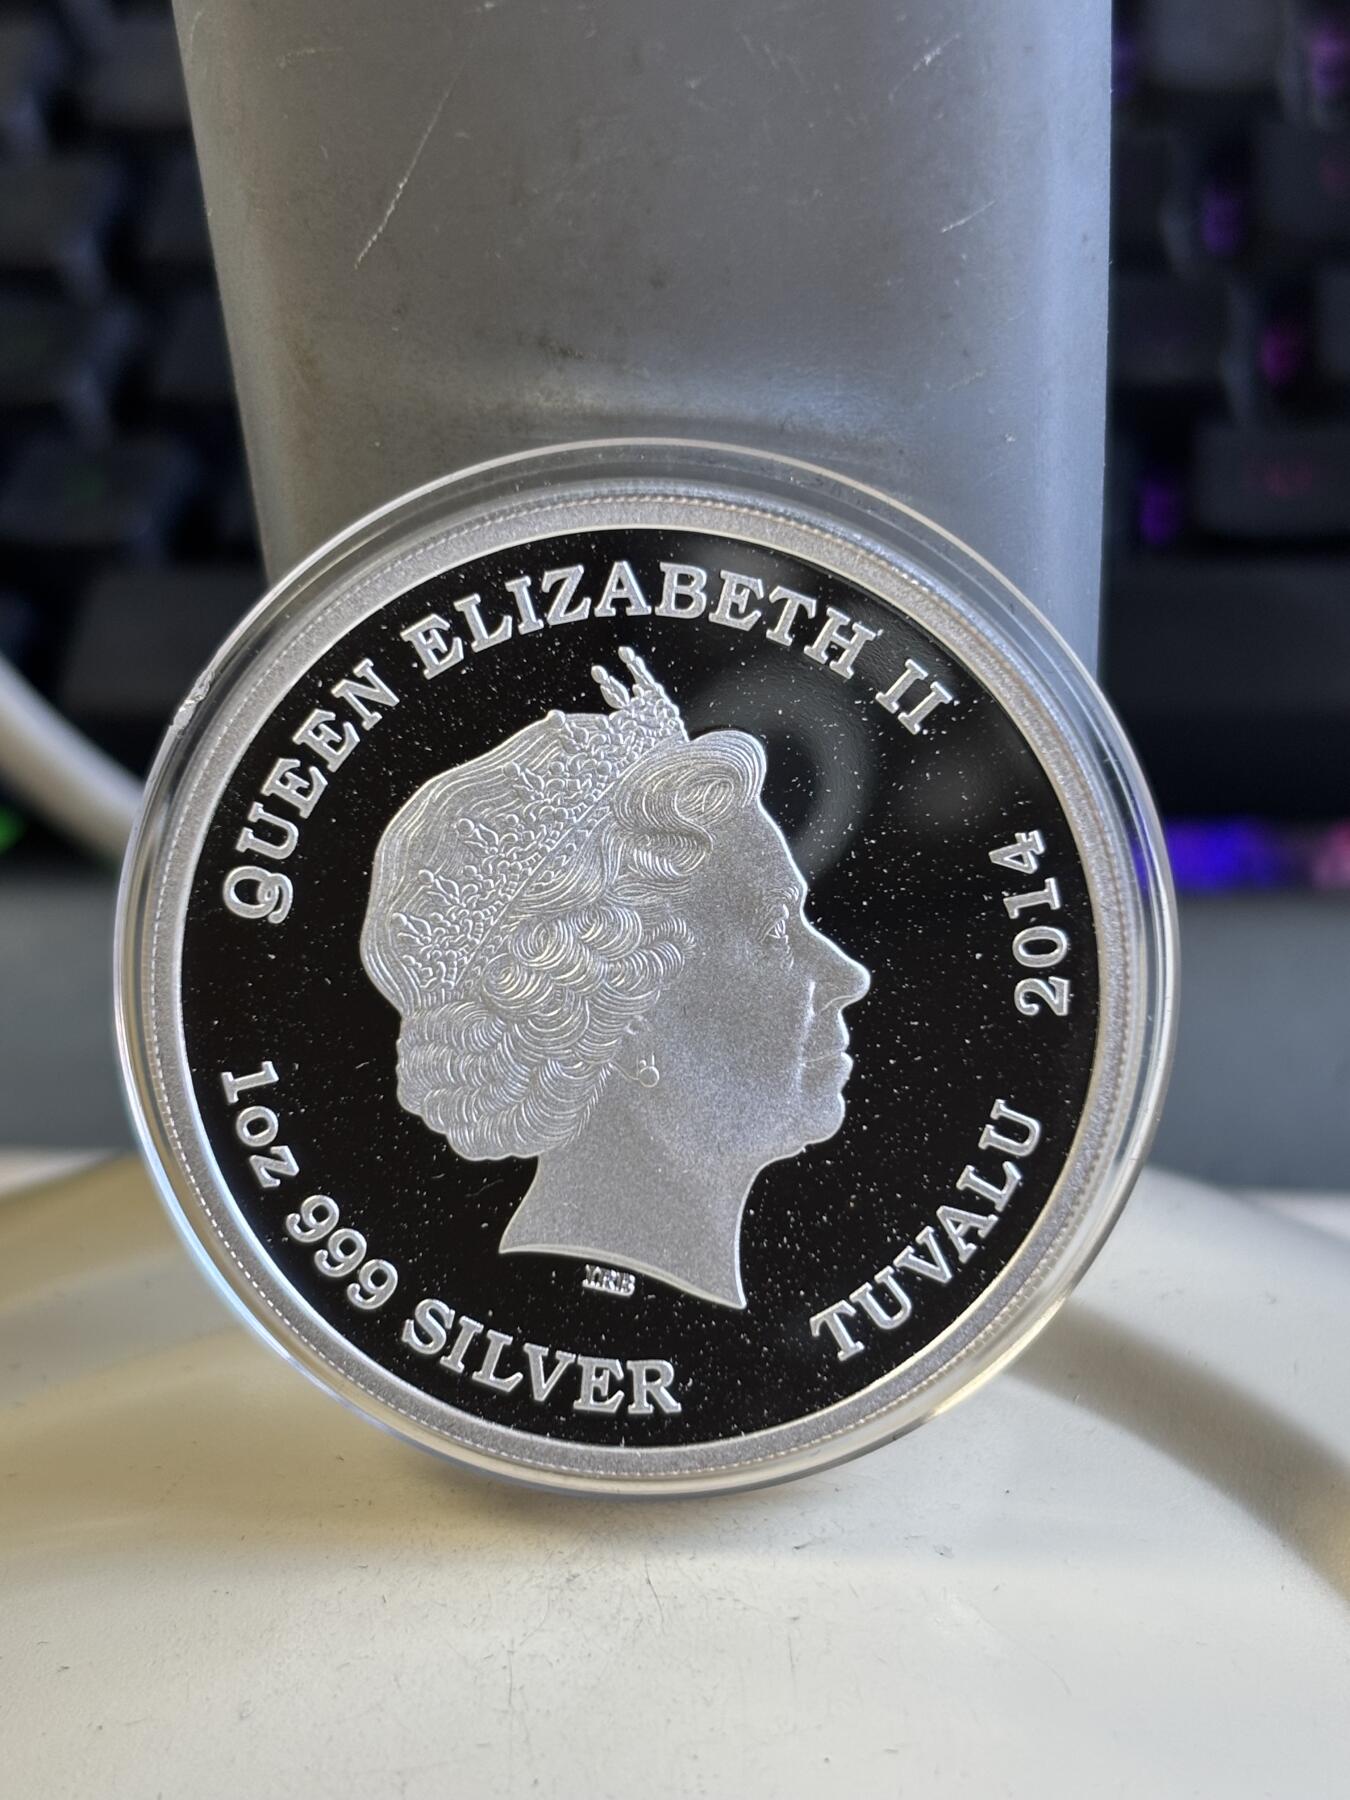 QUEEN ELIZABETH II
2014
TUVALU
1oz 999 SILVER
IRB